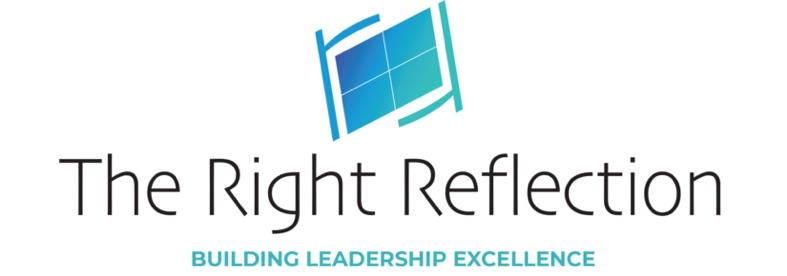 The Right Reflection
BUILDING LEADERSHIP EXCELLENCE